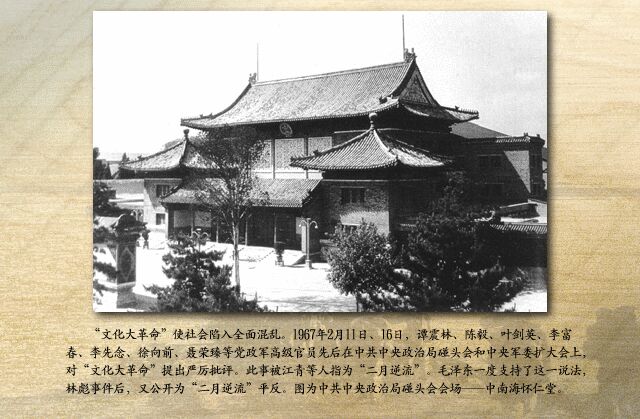 “文化大革命”使社会陷入全面混乱。1967年2月11日、16日，谭震林、陈毅、叶剑英、李富
春、李先念、徐向前、聂荣臻等党政军高级官员先后在中共中央政治局碰头会和中央军委扩大会上，
对“文化大革命”提出严厉批评。此事被江青等人指为“二月逆流”。毛泽东一度支持了这一说法，
林彪事件后，又公开为“二月逆流”平反。图为中共中央政治局碰头会会场——中南海怀仁堂。